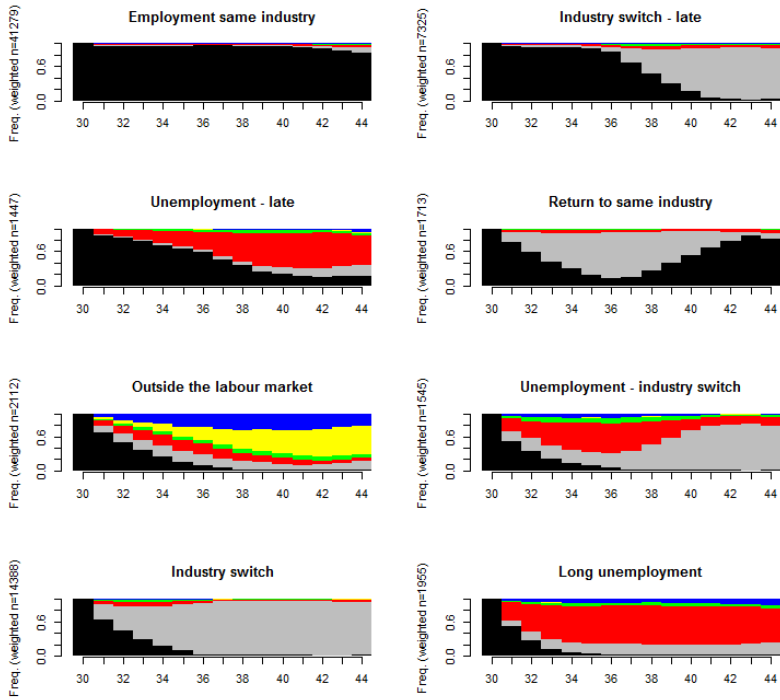 Employment same industry
Freq. (weighted n=41279)
0.6
0.0
30 32 34 36 38 40 42 44
Industry switch - late
Freq. (weighted n=7325)
0.6
0.0
30 32 34 36 38 40 42 44
Unemployment - late
Freq. (weighted n=1447)
0.6
0.0
30 32 34 36 38 40 42 44
Return to same industry
Freq. (weighted n=1713)
0.6
0.0
30 32 34 36 38 40 42 44
Outside the labour market
Freq. (weighted n=2112)
0.6
0.0
30 32 34 36 38 40 42 44
Unemployment - industry switch
Freq. (weighted n=1545)
0.6
0.0
30 32 34 36 38 40 42 44
Industry switch
Freq. (weighted n=14388)
0.6
0.0
30 32 34 36 38 40 42 44
Long unemployment
Freq. (weighted n=1955)
0.6
0.0
30 32 34 36 38 40 42 44